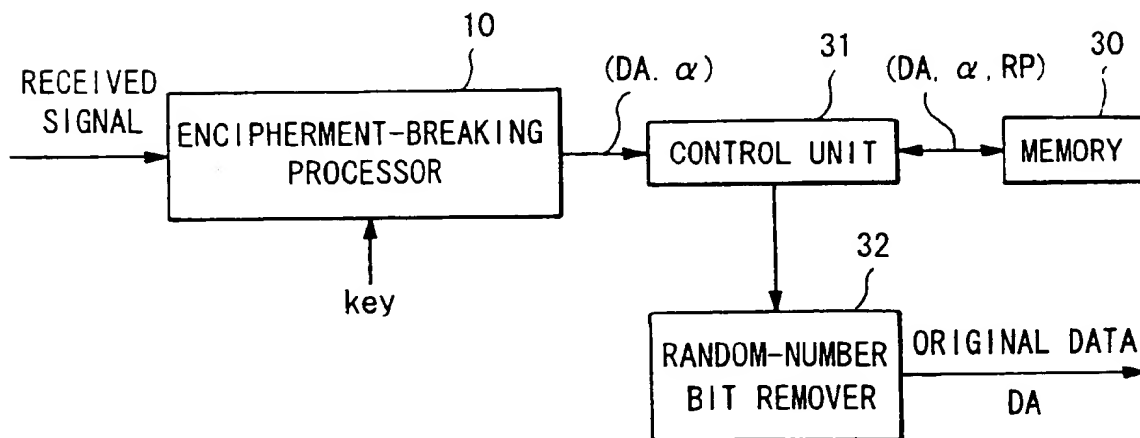 10
RECEIVED
SIGNAL
ENCIPHERMENT-BREAKING
PROCESSOR
key
(DA. α)
31
CONTROL UNIT
(DA, α, RP)
30
MEMORY
32
RANDOM-NUMBER
BIT REMOVER
ORIGINAL DATA
DA